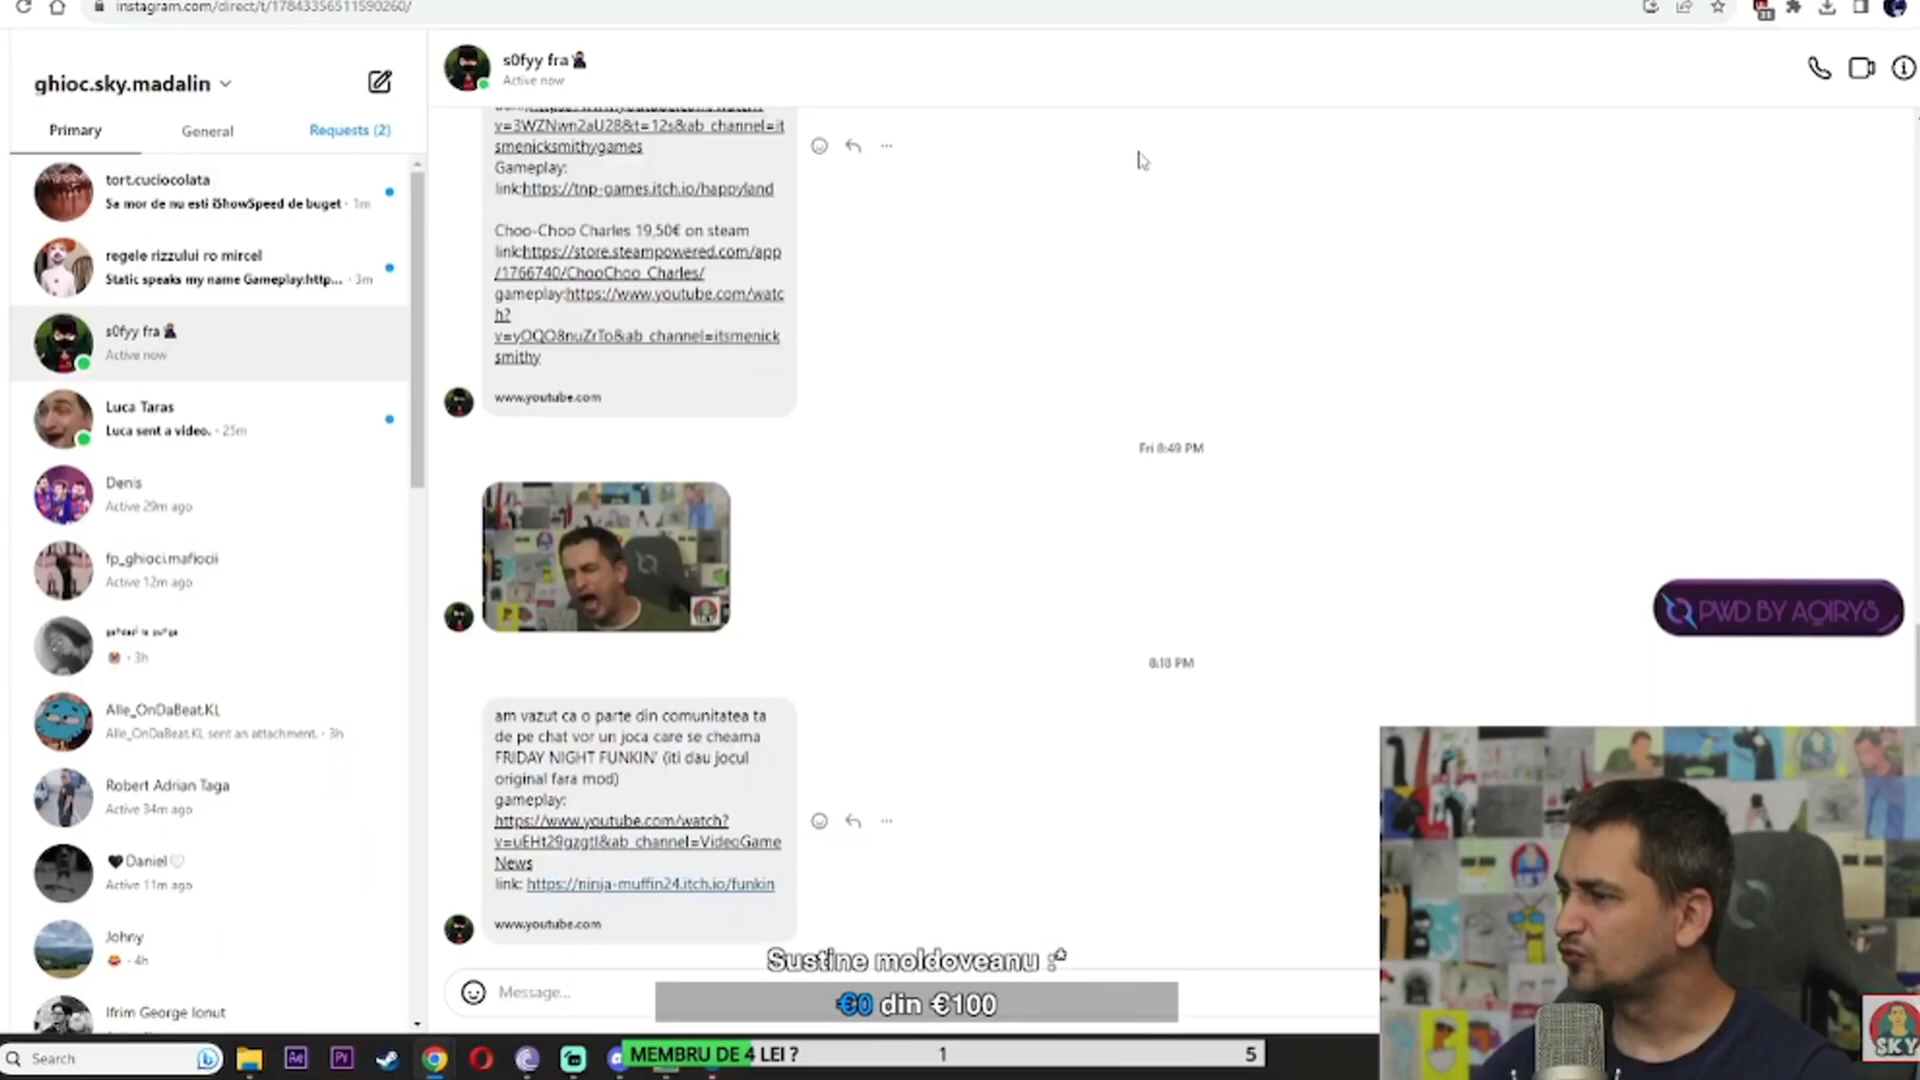 instagram.com/direct/t/17843356511590260/
ghioc.sky.madalin
Primary
General
Requests (2)
tort.cuciocolata
Sa mor de nu esti iShowSpeed de buget · 1m
regele rizzului ro mircel
Static speaks my name Gameplay:http... · 3m
s0fyy fra
Active now
Luca Taras
Luca sent a video. · 25m
Denis
Active 29m ago
fp_ghioci.mafiocii
Active 12m ago
· 3h
Alle_OnDaBeat.KL
Alle_OnDaBeat.KL sent an attachment. · 3h
Robert Adrian Taga
Active 34m ago
🖤Daniel🤍
Active 11m ago
Johny
· 4h
Ifrim George Ionut
s0fyy fra
Active now
v=3WZNwn2aU28&t=12s&ab_channel=it
smenicksmithygames
Gameplay:
link:https://tnp-games.itch.io/happyland
Choo-Choo Charles 19,50€ on steam
link:https://store.steampowered.com/app
/1766740/ChooChoo_Charles/
gameplay:https://www.youtube.com/watc
h?
v=yOQO8nuZrTo&ab_channel=itsmenick
smithy
www.youtube.com
Fri 8:49 PM
PWD BY AQIRYS
8:18 PM
am vazut ca o parte din comunitatea ta
de pe chat vor un joca care se cheama
FRIDAY NIGHT FUNKIN' (iti dau jocul
original fara mod)
gameplay:
https://www.youtube.com/watch?
v=uEHt29gzgtI&ab_channel=VideoGame
News
link: https://ninja-muffin24.itch.io/funkin
www.youtube.com
Sustine moldoveanu :*
Message...
€0 din €100
SKY
Search
MEMBRU DE 4 LEI ?
1
5